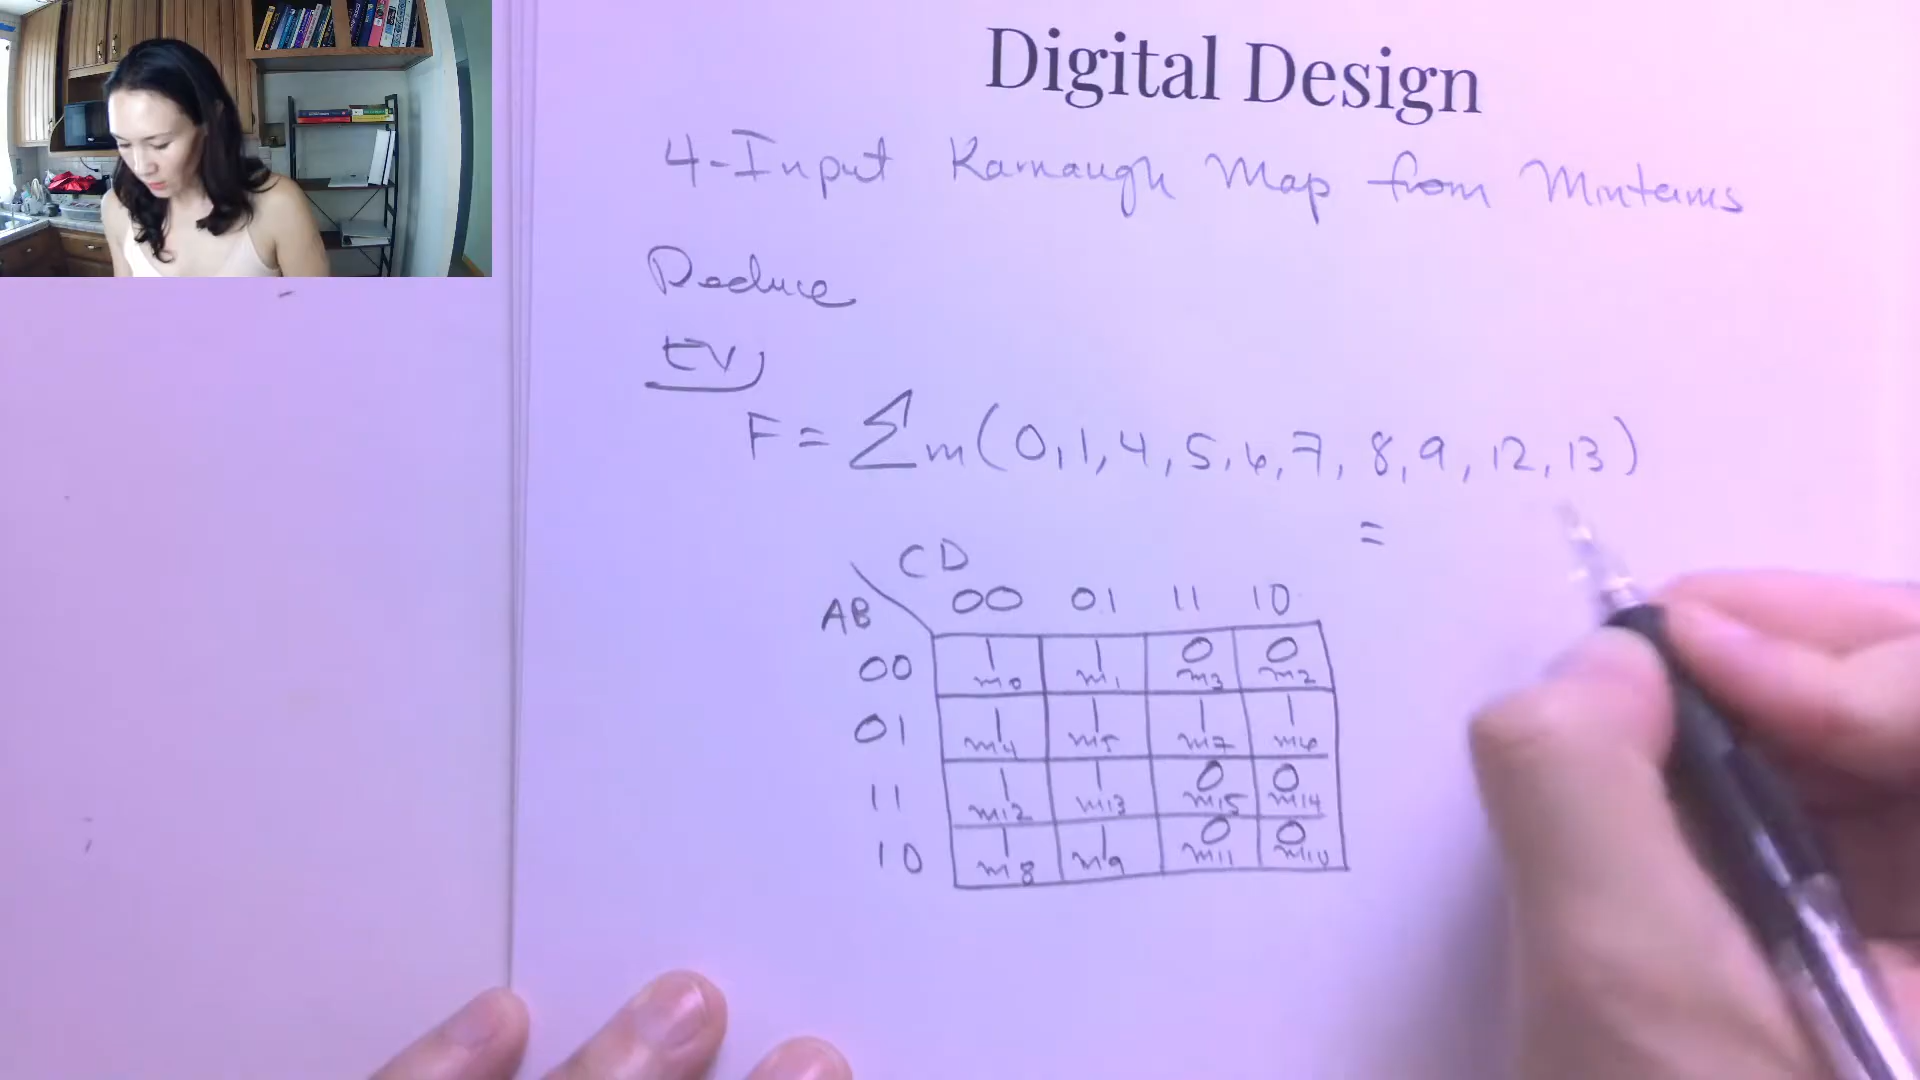 Digital Design
4-Input Karnaugh Map from Minterms
Deduce
EV
F = Σm(0,1,4,5,6,7,8,9,12,13)
=
CD
AB 00 01 11 10
00 1 m0 1 m1 0 m3 0 m2
01 1 m4 1 m5 1 m7 1 m6
11 1 m12 1 m13 0 m15 0 m14
10 1 m8 1 m9 0 m11 0 m10